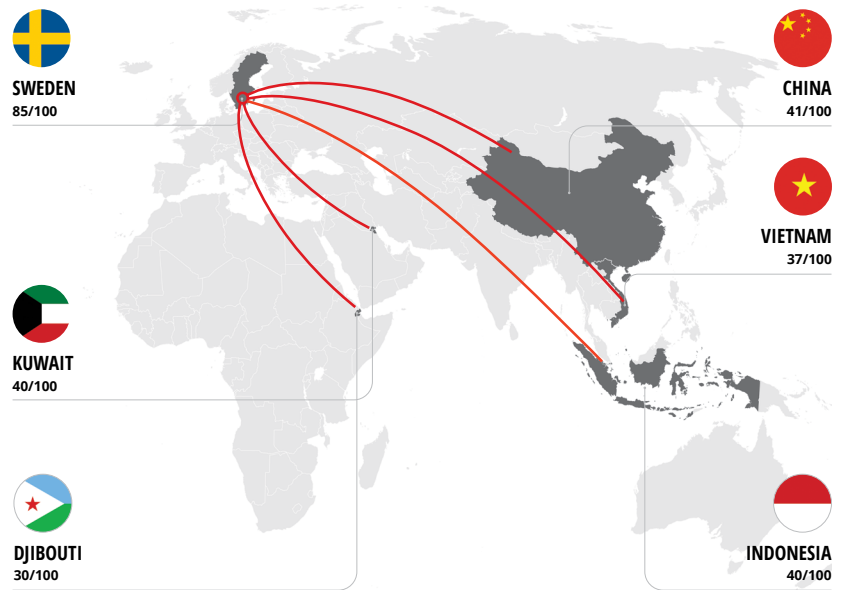 SWEDEN
85/100
CHINA
41/100
VIETNAM
37/100
KUWAIT
40/100
DJIBOUTI
30/100
INDONESIA
40/100